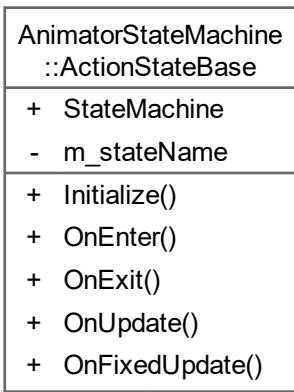 AnimatorStateMachine
::ActionStateBase
+ StateMachine
- m_stateName
+ Initialize()
+ OnEnter()
+ OnExit()
+ OnUpdate()
+ OnFixedUpdate()